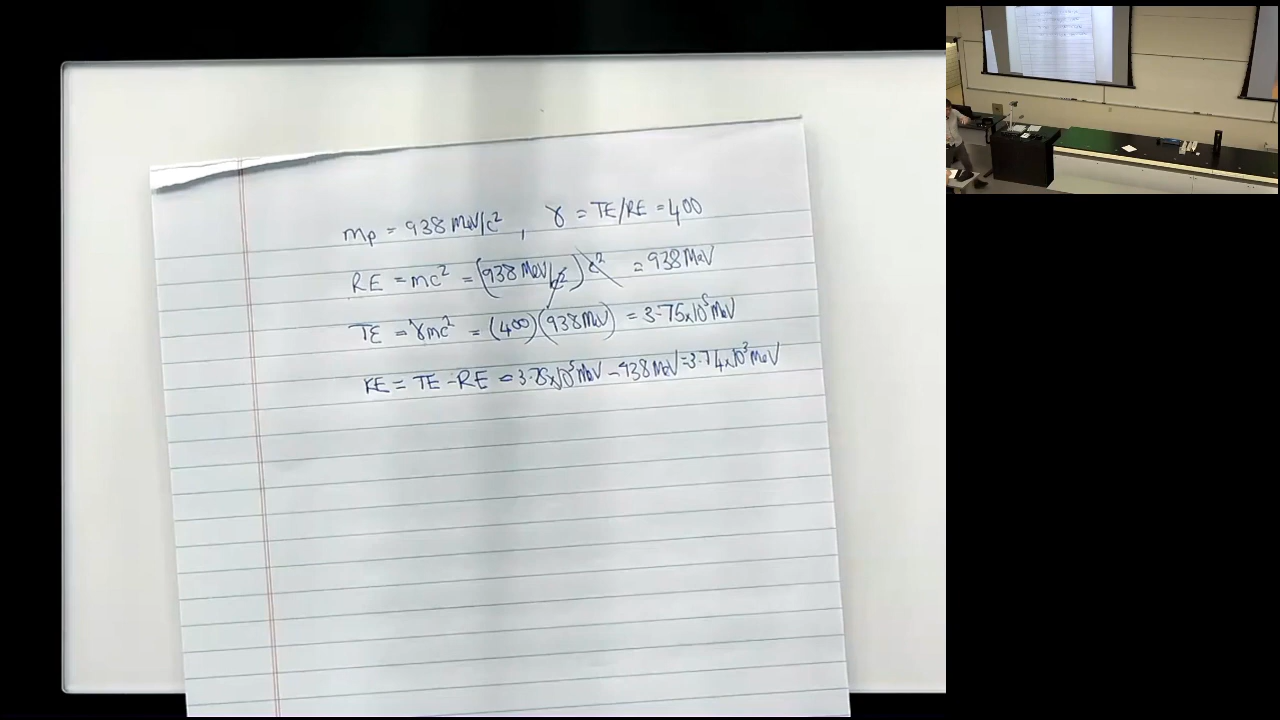 mp = 938 MeV/c², γ = TE/RE = 400
RE = mc² = (938 MeV/c²)c² = 938 MeV
TE = γmc² = (400)(938 MeV) = 3.75x10⁵ MeV
KE = TE - RE = 3.75x10⁵ MeV - 938 MeV = 3.74x10⁵ MeV